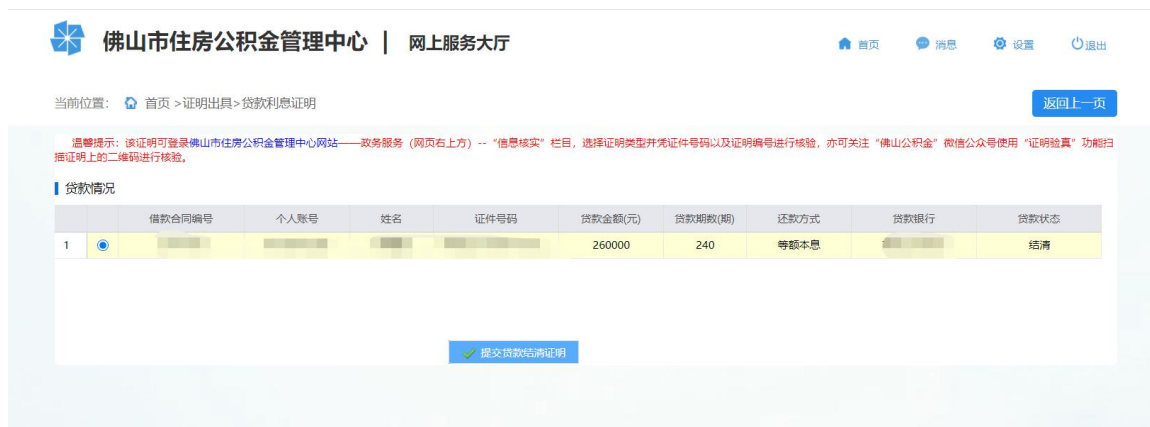 佛山市住房公积金管理中心 | 网上服务大厅
首页 消息 设置 退出
当前位置: 首页 >证明出具>贷款利息证明
返回上一页
温馨提示:该证明可登录佛山市住房公积金管理中心网站——政务服务(网页右上方)--“信息核实”栏目,选择证明类型并凭证件号码以及证明编号进行核验,亦可关注“佛山公积金”微信公众号使用“证明验真”功能扫
描证明上的二维码进行核验。
贷款情况
借款合同编号 个人账号 姓名 证件号码 贷款金额(元) 贷款期数(期) 还款方式 贷款银行 贷款状态
1 260000 240 等额本息 结清
提交贷款结清证明